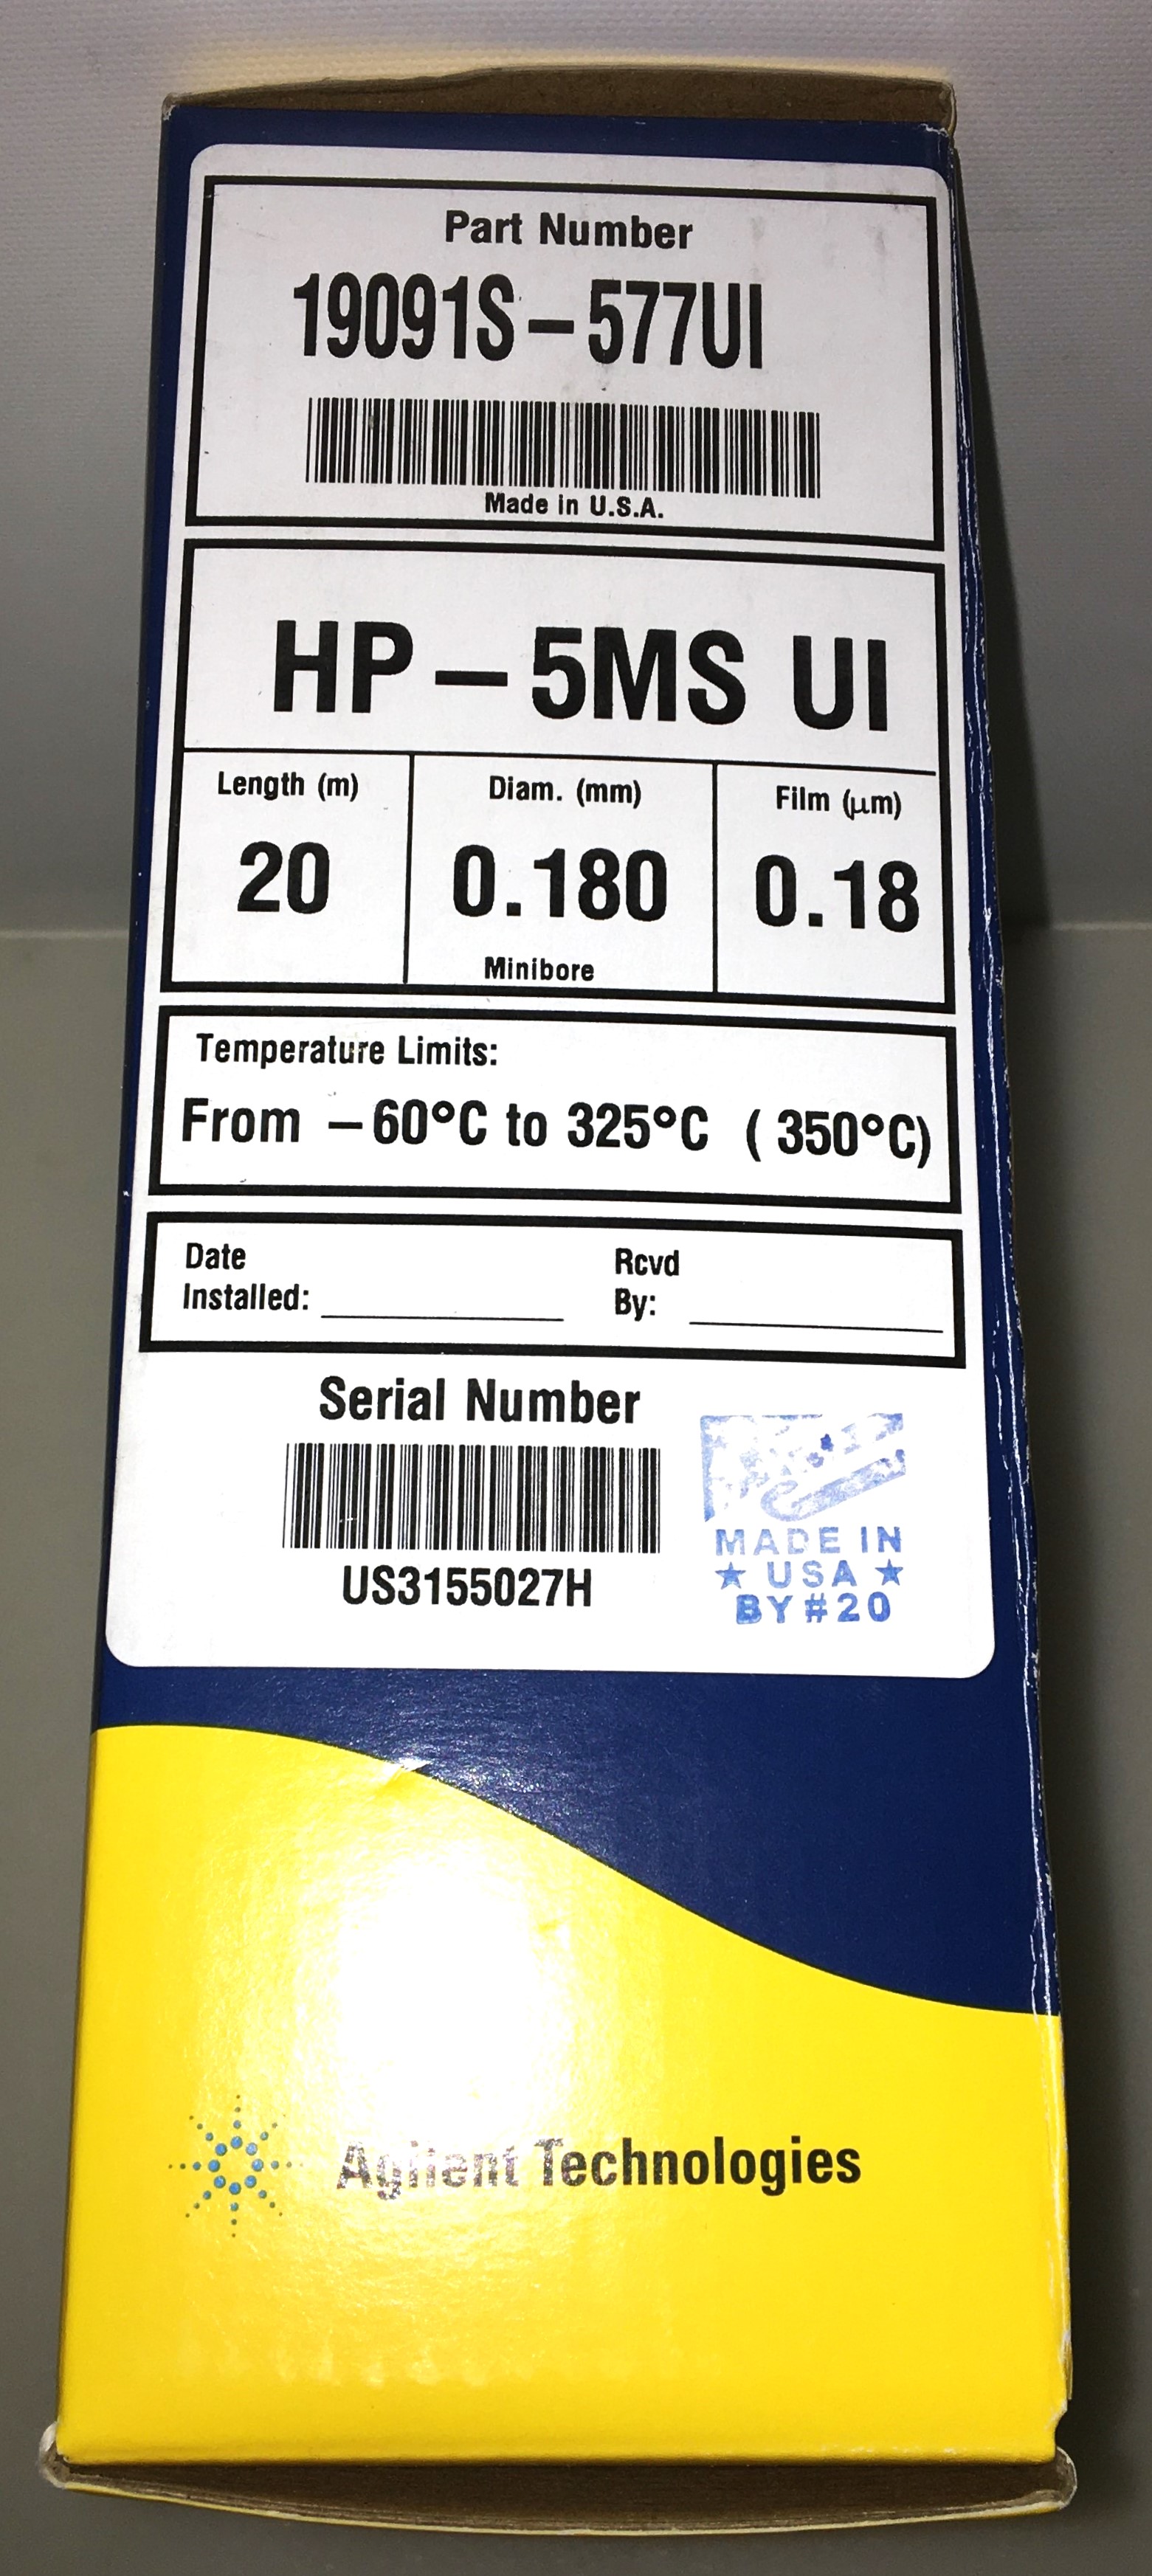 Part Number
19091S-577UI
Made in U.S.A.
HP-5MS UI
Length (m) Diam. (mm) Film (μm)
20 0.180 0.18
Minibore
Temperature Limits:
From -60°C to 325°C (350°C)
Date Rcvd
Installed: By:
Serial Number
US3155027H
MADE IN
★ USA ★
BY#20
Agilent Technologies